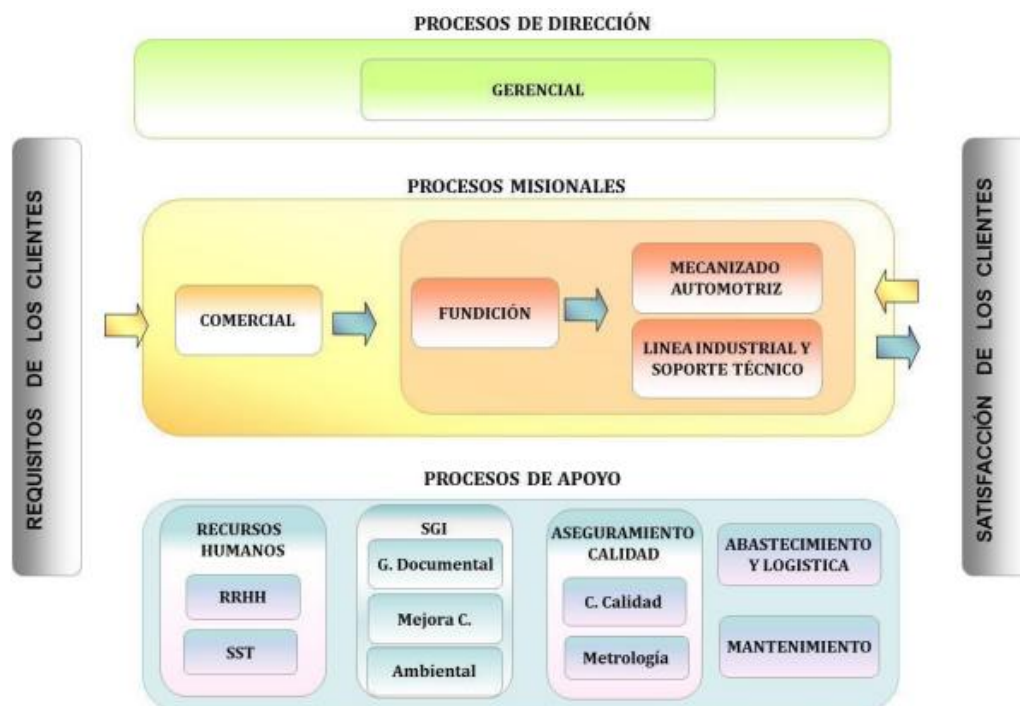 PROCESOS DE DIRECCIÓN
GERENCIAL
REQUISITOS DE LOS CLIENTES
PROCESOS MISIONALES
COMERCIAL
FUNDICIÓN
MECANIZADO
AUTOMOTRIZ
LINEA INDUSTRIAL Y
SOPORTE TÉCNICO
SATISFACCIÓN DE LOS CLIENTES
PROCESOS DE APOYO
RECURSOS
HUMANOS
RRHH
SST
SGI
G. Documental
Mejora C.
Ambiental
ASEGURAMIENTO
CALIDAD
C. Calidad
Metrología
ABASTECIMIENTO
Y LOGISTICA
MANTENIMIENTO